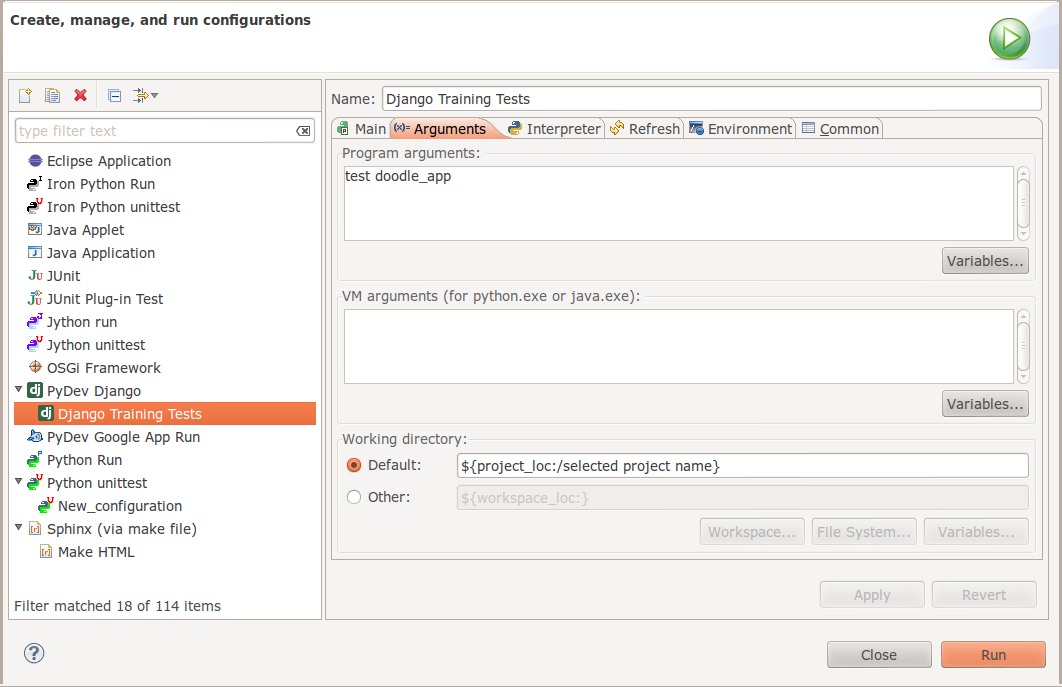 Create, manage, and run configurations
type filter text
Eclipse Application
Iron Python Run
Iron Python unittest
Java Applet
Java Application
JUnit
JUnit Plug-in Test
Jython run
Jython unittest
OSGi Framework
PyDev Django
Django Training Tests
PyDev Google App Run
Python Run
Python unittest
New_configuration
Sphinx (via make file)
Make HTML
Filter matched 18 of 114 items
Name: Django Training Tests
Main (x)= Arguments Interpreter Refresh Environment Common
Program arguments:
test doodle_app
Variables...
VM arguments (for python.exe or java.exe):
Variables...
Working directory:
Default: ${project_loc:/selected project name}
Other: ${workspace_loc:}
Workspace... File System... Variables...
Apply Revert
Close Run